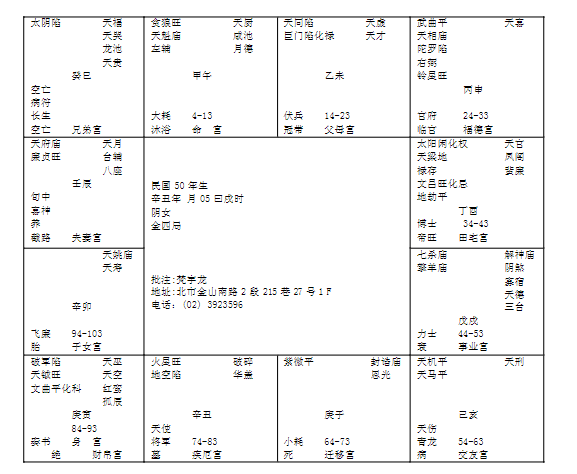 太阴陷 天福
天哭
龙池
天贵
癸巳
空亡
病符
长生
空亡 兄弟宫
贪狼旺 天厨
天魁庙 咸池
左辅 月德
甲午
大耗 4-13
沐浴 命 宫
天同陷 天虚
巨门陷化禄 天才
乙未
伏兵 14-23
冠带 父母宫
武曲平 天喜
天相庙
陀罗陷
右弼
铃星旺
丙申
官府 24-33
临官 福德宫
天府庙 天月
廉贞旺 台辅
八座
壬辰
旬中
喜神
养
截路 夫妻宫
民国 50 年生
辛丑年 月 05 日戌时
阴女
金四局
批注:梵宇龙
地址:北市金山南路 2 段 215 巷 27 号 1F
电话: (02) 3923596
太阳闲化权 天官
天梁地 凤阁
禄存 蜚廉
文昌旺化忌
地劫平
丁酉
博士 34-43
帝旺 田宅宫
天姚庙
天寿
辛卯
飞廉 94-103
胎 子女宫
七杀庙 解神庙
擎羊庙 阴煞
寡宿
天德
三台
戊戌
力士 44-53
衰 事业宫
破军陷 天巫
天钺旺 天空
文曲平化科 红鸾
孤辰
庚寅
84-93
奏书 身 宫
绝 财帛宫
火星旺 破碎
地空陷 华盖
辛丑
天使
将军 74-83
墓 疾厄宫
紫微平 封诰庙
恩光
庚子
小耗 64-73
死 迁移宫
天机平 天刑
天马平
己亥
天伤
青龙 54-63
病 交友宫